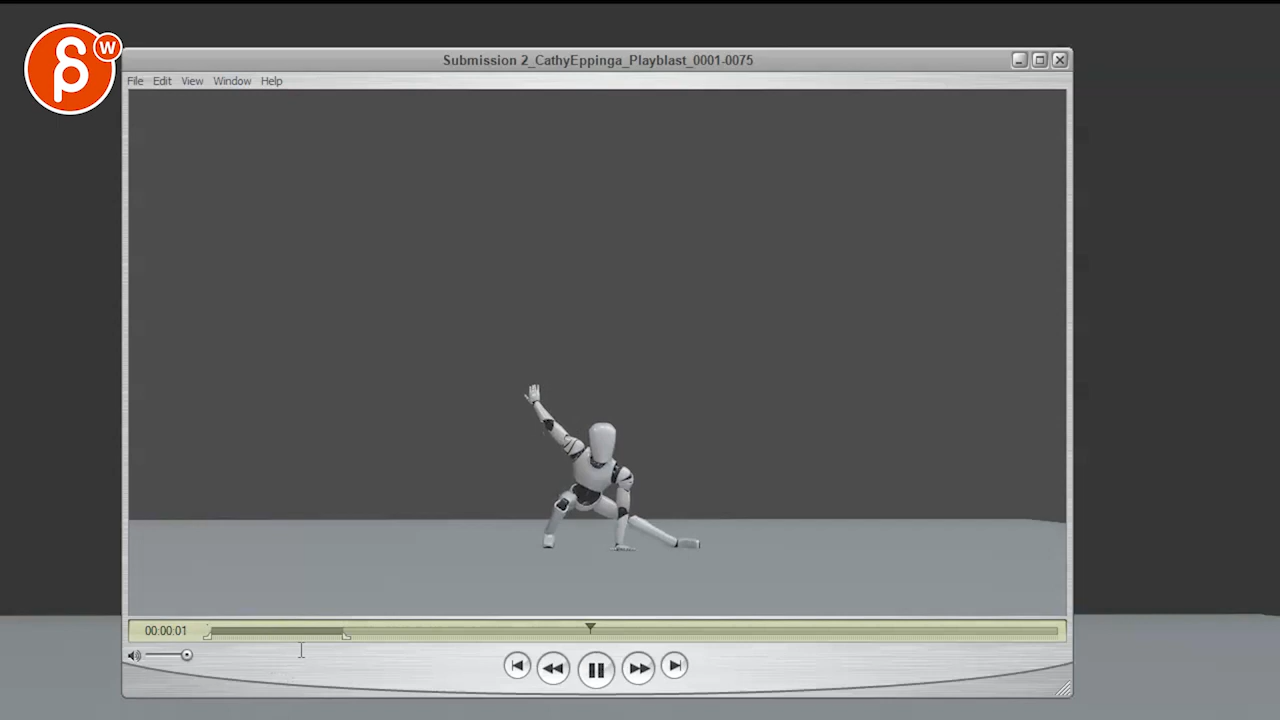 W
Submission 2_CathyEppinga_Playblast_0001-0075
File Edit View Window Help
00:00:01